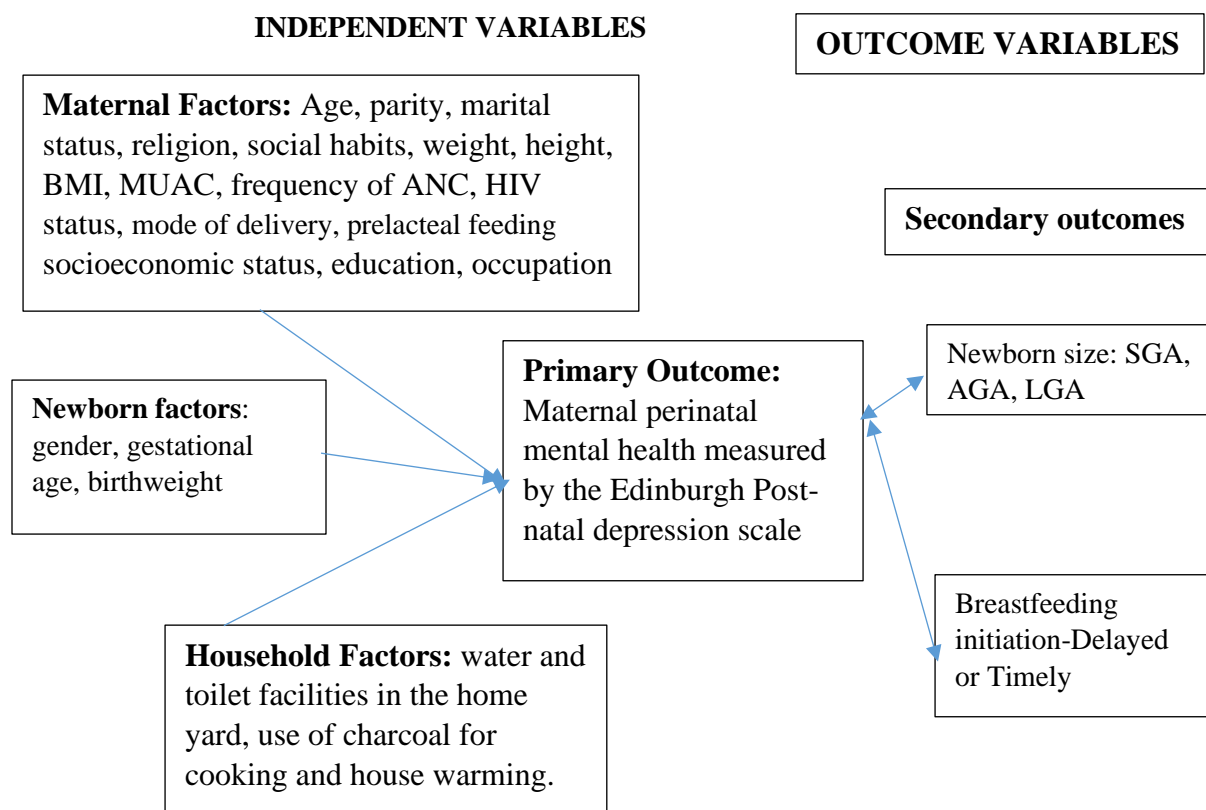 INDEPENDENT VARIABLES
OUTCOME VARIABLES
Maternal Factors: Age, parity, marital
status, religion, social habits, weight, height,
BMI, MUAC, frequency of ANC, HIV
status, mode of delivery, prelacteal feeding
socioeconomic status, education, occupation
Secondary outcomes
Newborn factors:
gender, gestational
age, birthweight
Primary Outcome:
Maternal perinatal
mental health measured
by the Edinburgh Post-
natal depression scale
Newborn size: SGA,
AGA, LGA
Household Factors: water and
toilet facilities in the home
yard, use of charcoal for
cooking and house warming.
Breastfeeding
initiation-Delayed
or Timely